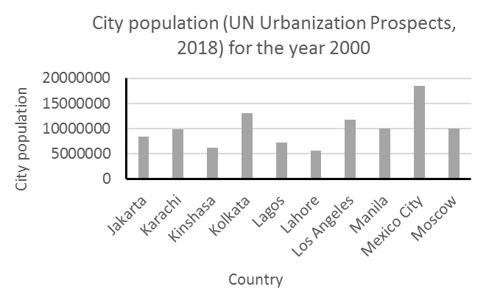 City population (UN Urbanization Prospects,
2018) for the year 2000
City population
20000000
15000000
10000000
5000000
0
Jakarta
Karachi
Kinshasa
Kolkata
Lagos
Lahore
Los Angeles
Manila
Mexico City
Moscow
Country